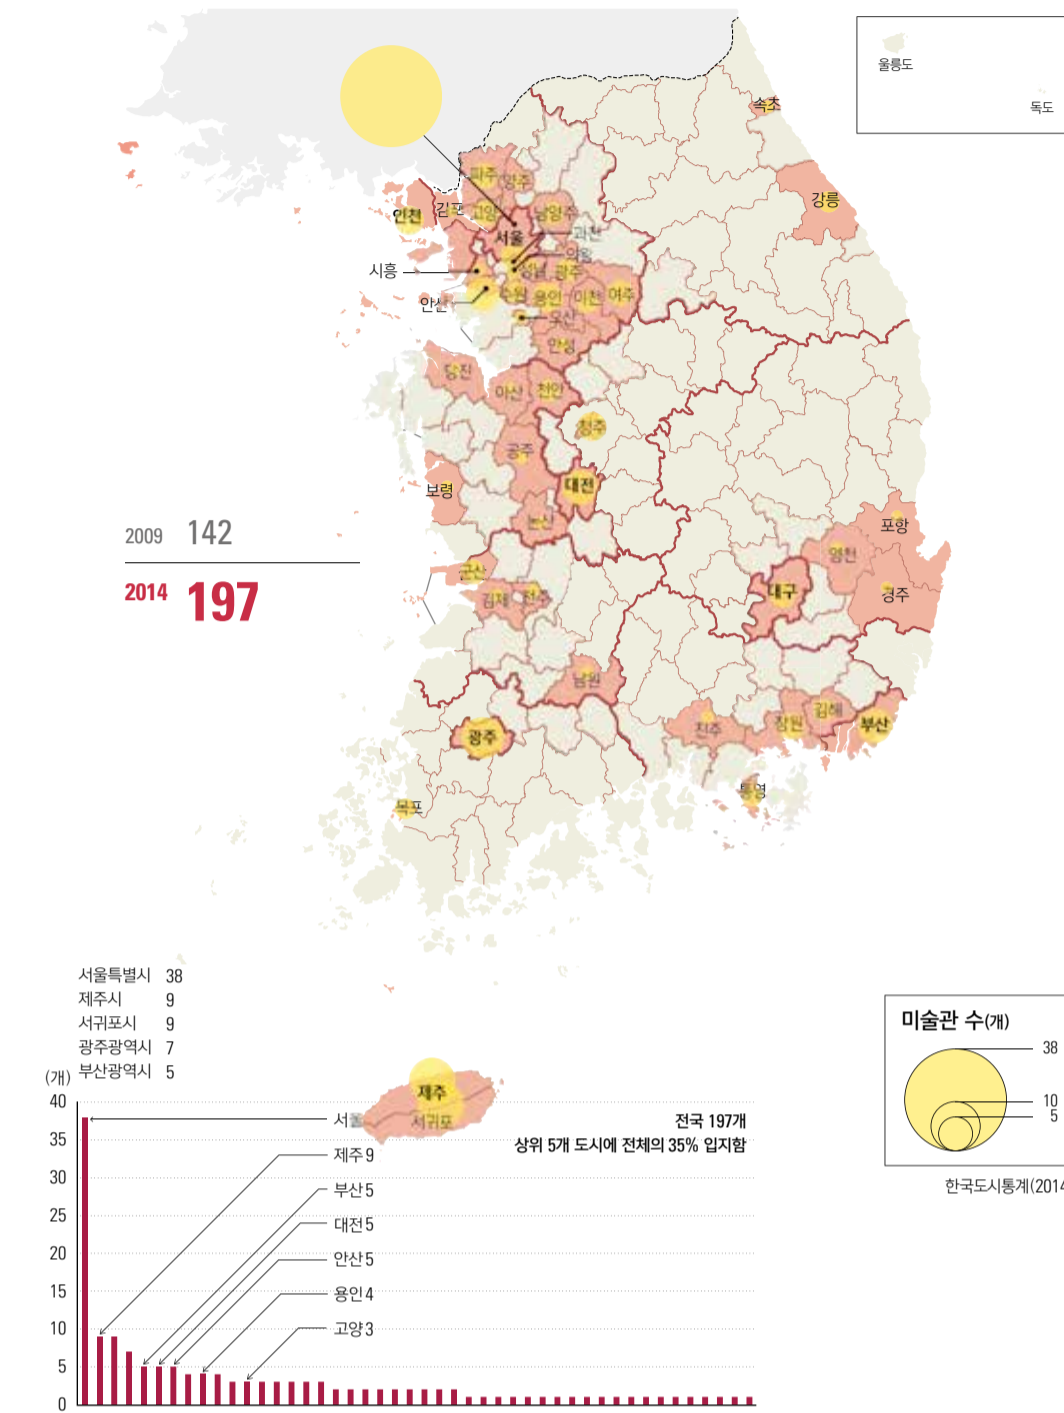 울릉도
독도
속초
강릉
파주
양주
인천
김포
고양
남양주
서울
과천
의왕
시흥
성남
광주
안산
수원
용인
이천
여주
오산
안성
당진
아산
천안
청주
공주
대전
보령
논산
2009 142
2014 197
포항
영천
군산
대구
경주
김제
전주
남원
진주
창원
김해
부산
광주
통영
목포
서울특별시 38
제주시 9
서귀포시 9
광주광역시 7
부산광역시 5
미술관 수(개)
38
10
5
한국도시통계(2014
제주
서귀포
전국 197개
상위 5개 도시에 전체의 35% 입지함
(개)
40
35
30
25
20
15
10
5
0
서울
제주 9
부산 5
대전 5
안산 5
용인 4
고양 3